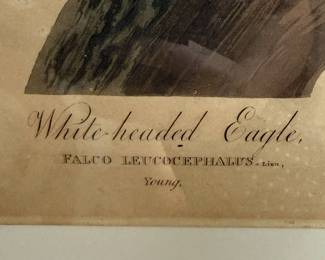 White-headed Eagle,
FALCO LEUCOCEPHALUS. Linn,
Young.